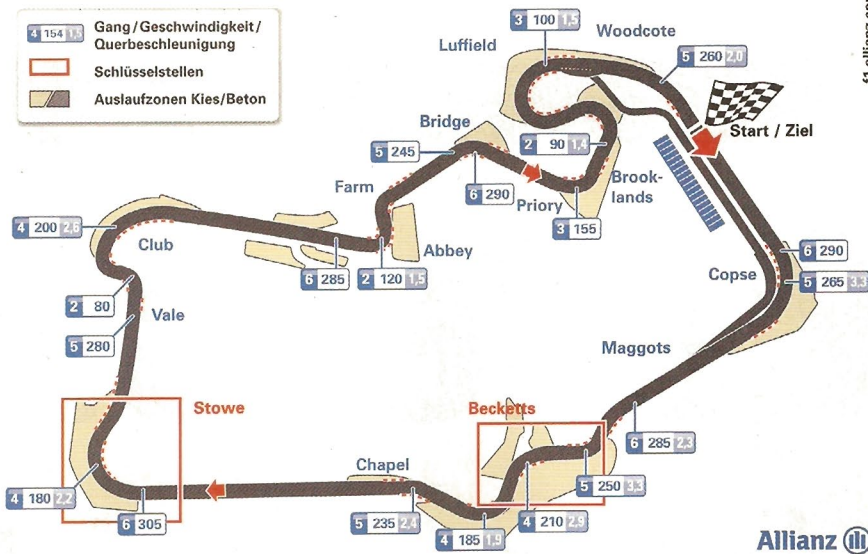 4 154 1,5 Gang/Geschwindigkeit/
Querbeschleunigung
Schlüsselstellen
Auslaufzonen Kies/Beton
3 100 1,5
Luffield
Woodcote
5 260 2,0
Start / Ziel
Bridge
5 245
2 90 1,4
6 290
Farm
Brook-
lands
Priory
3 155
4 200 2,6
Club
Abbey
6 285
2 120 1,5
6 290
Copse
5 265 3,3
2 80
Vale
5 280
Maggots
Stowe
Becketts
6 285 2,3
Chapel
4 180 2,2
6 305
5 235 2,4
4 185 1,9
4 210 2,9
5 250 3,3
Allianz